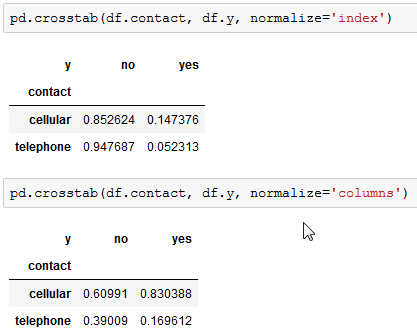 pd.crosstab(df.contact, df.y, normalize='index')
y no yes
contact
cellular 0.852624 0.147376
telephone 0.947687 0.052313
pd.crosstab(df.contact, df.y, normalize='columns')
y no yes
contact
cellular 0.60991 0.830388
telephone 0.39009 0.169612